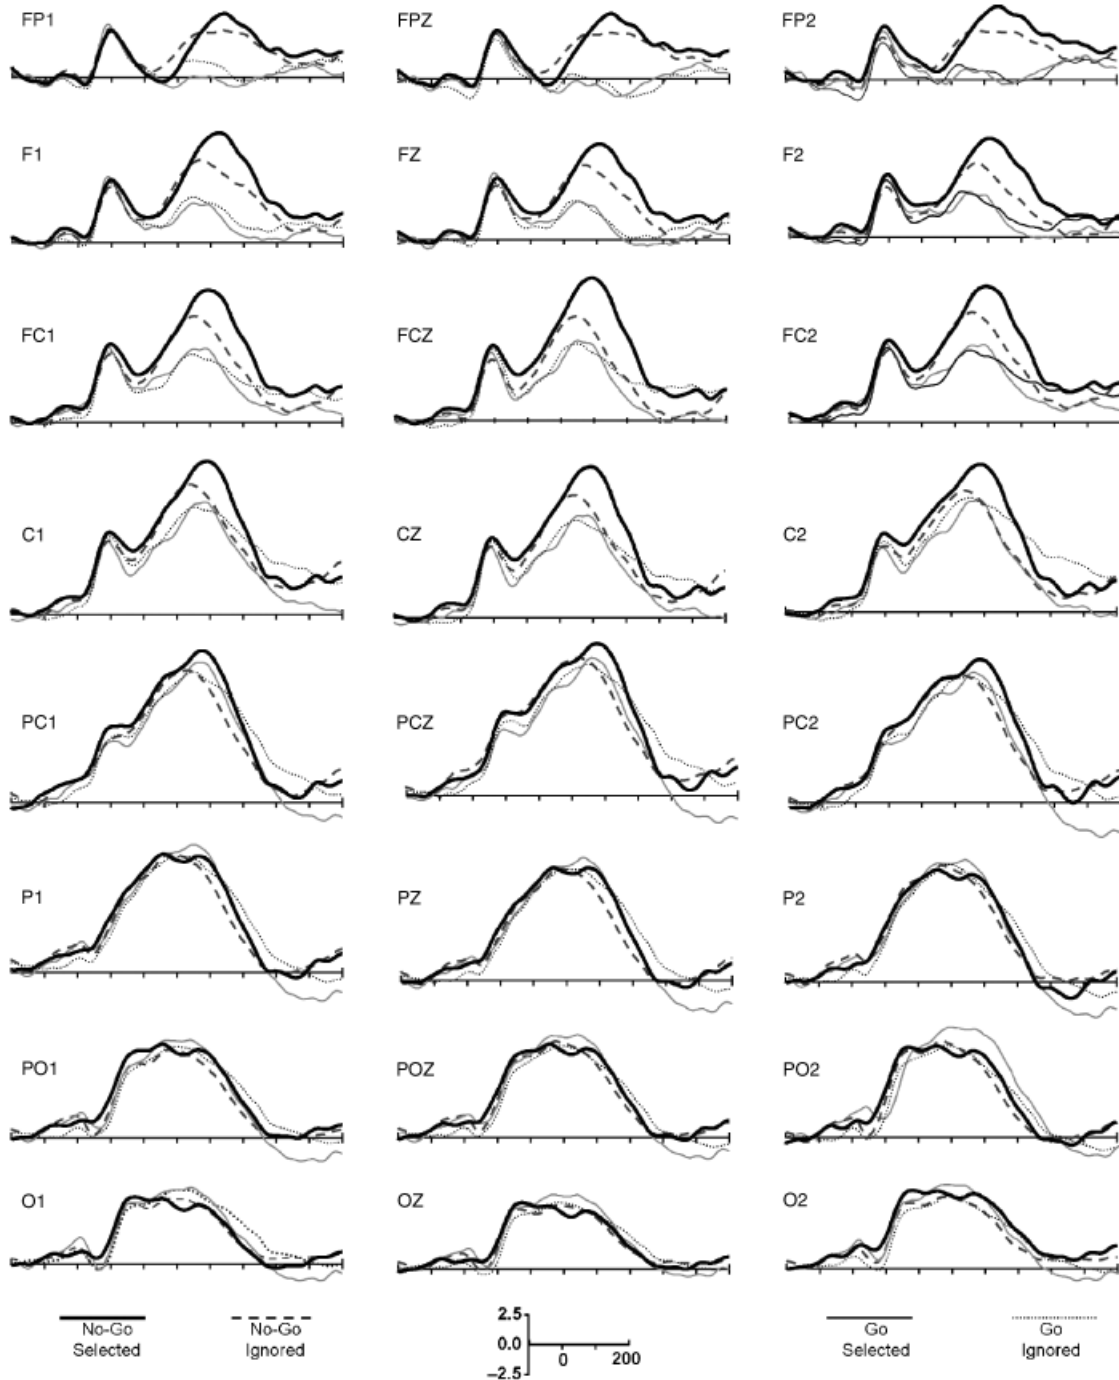 FP1 FPZ FP2
F1 FZ F2
FC1 FCZ FC2
C1 CZ C2
PC1 PCZ PC2
P1 PZ P2
PO1 POZ PO2
O1 OZ O2
No-Go Selected
No-Go Ignored
2.5
0.0
−2.5
0 200
Go Selected
Go Ignored